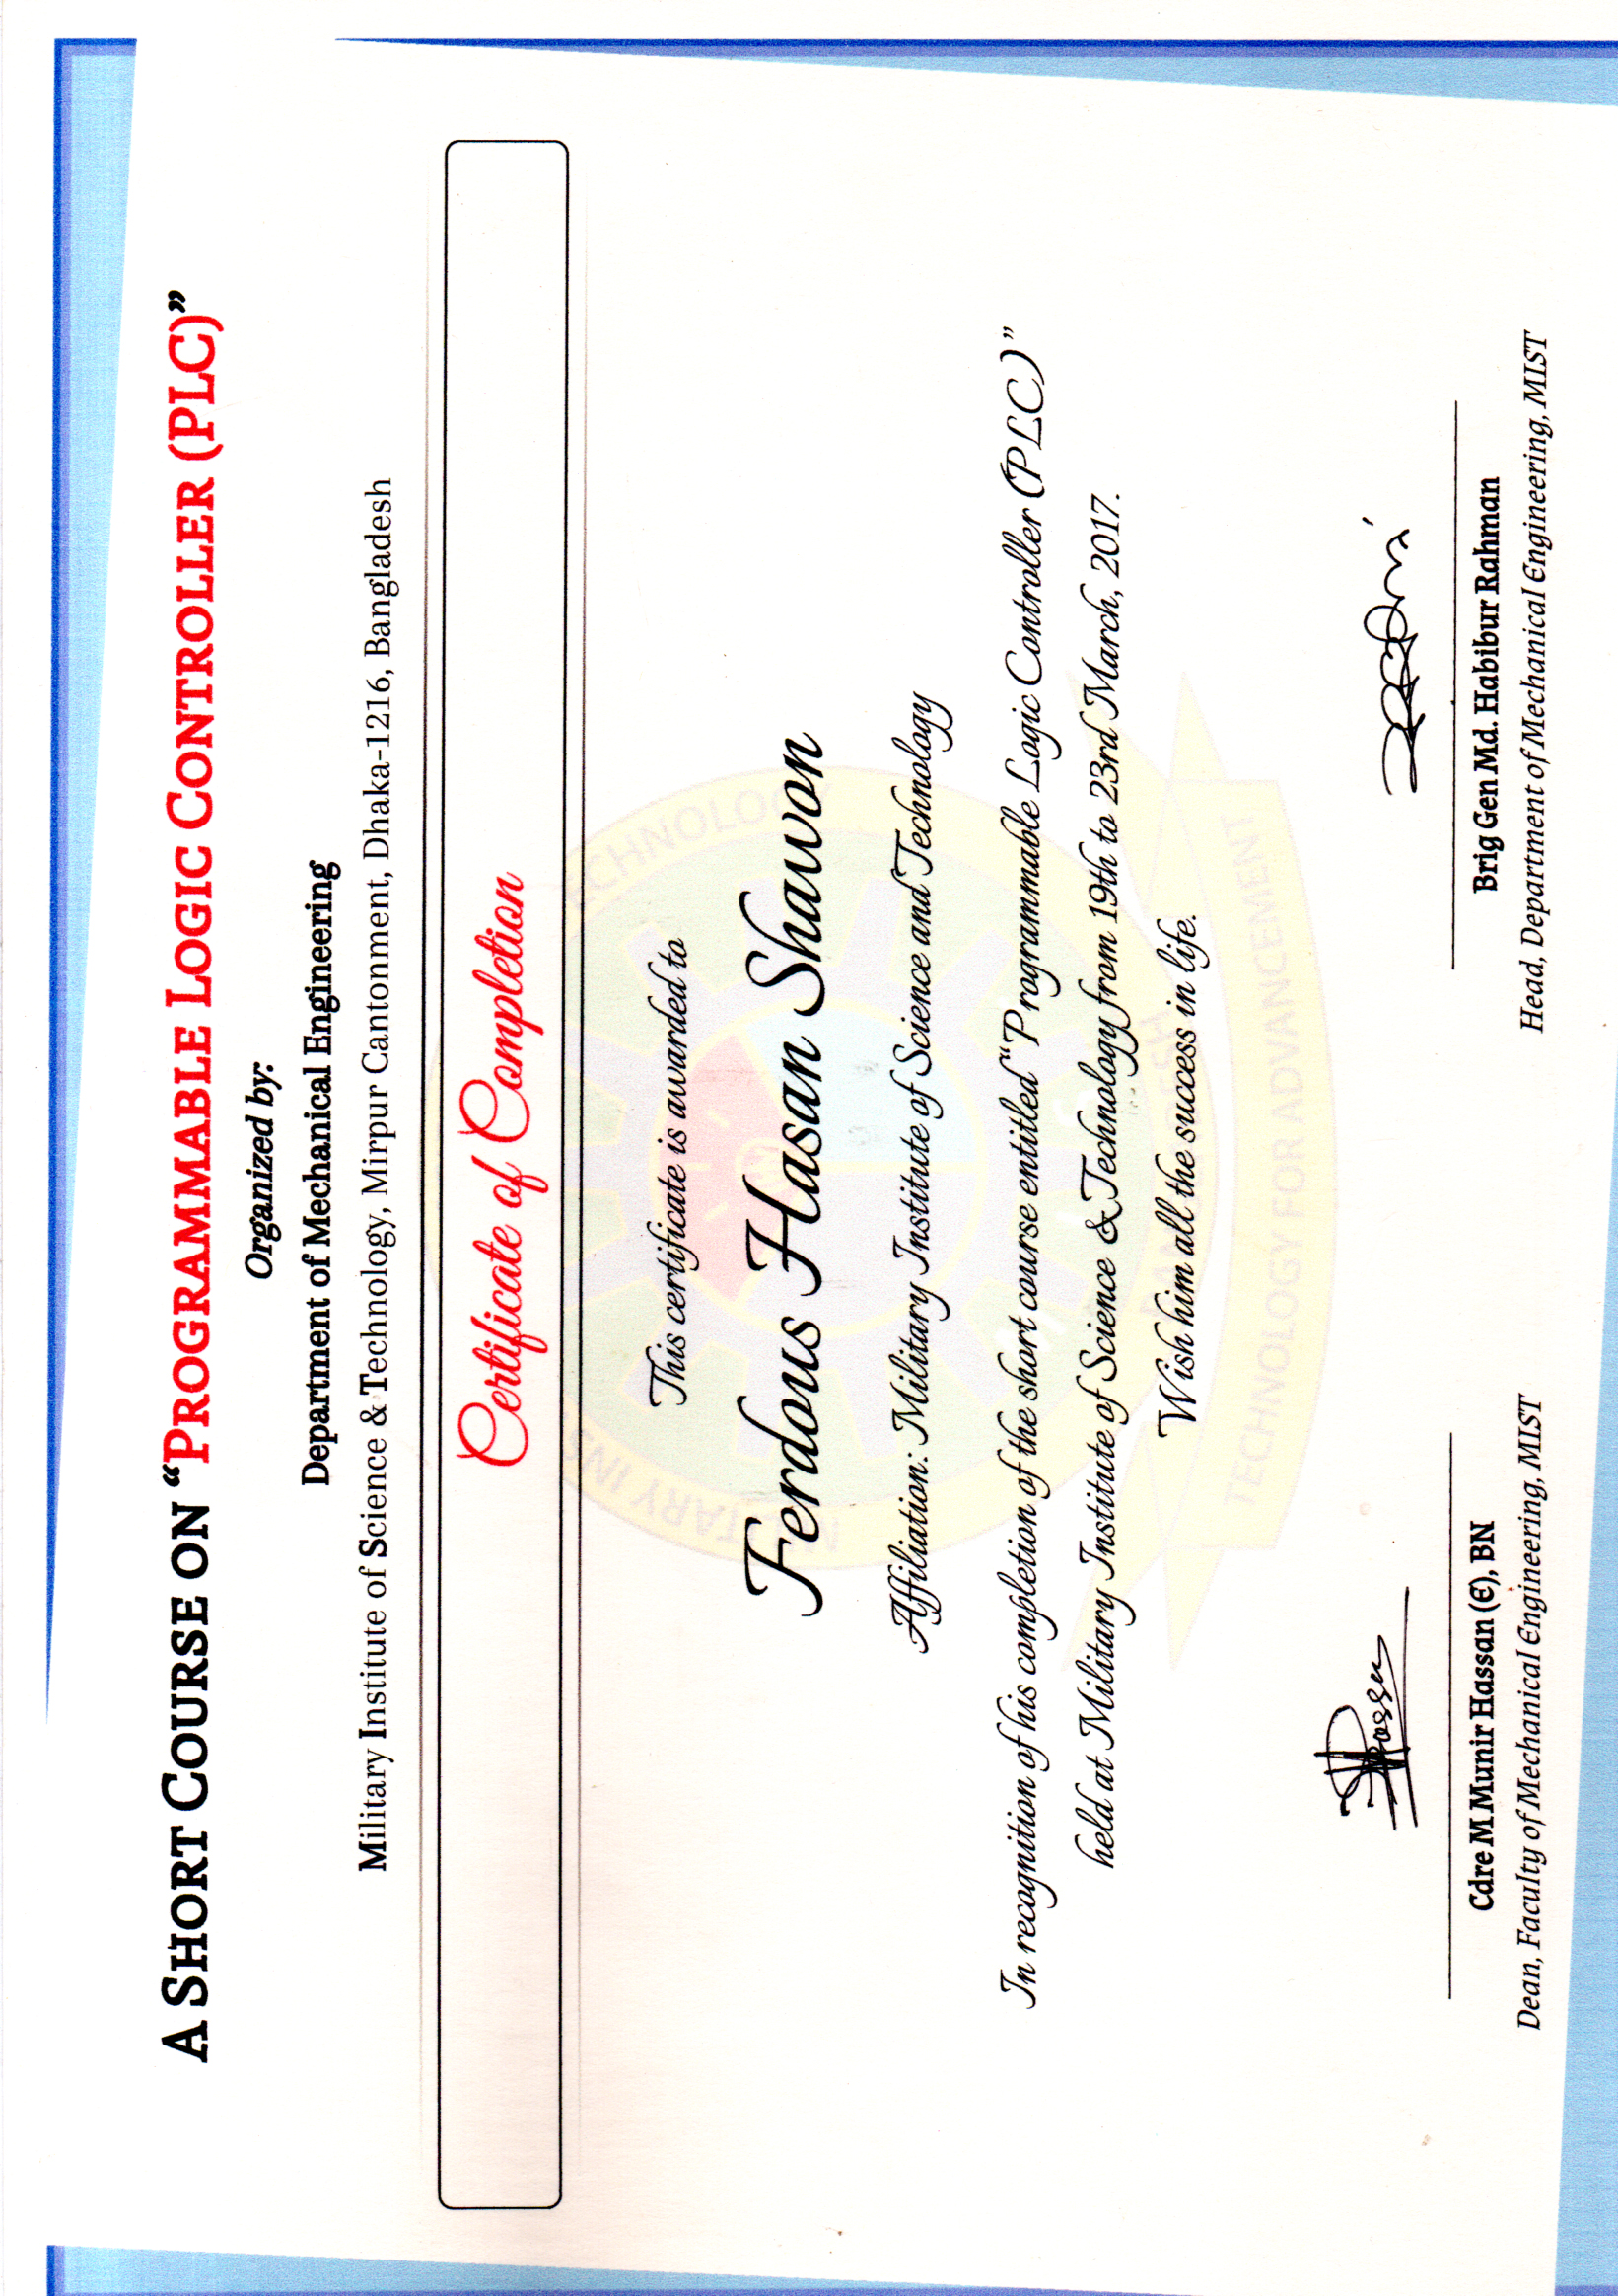 A SHORT COURSE ON “PROGRAMMABLE LOGIC CONTROLLER (PLC)”
Organized by:
Department of Mechanical Engineering
Military Institute of Science & Technology, Mirpur Cantonment, Dhaka-1216, Bangladesh
Certificate of Completion
This certificate is awarded to
Ferdous Hasan Shawon
Affiliation: Military Institute of Science and Technology
In recognition of his completion of the short course entitled “Programmable Logic Controller (PLC)”
held at Military Institute of Science & Technology from 19th to 23rd March, 2017.
Wish him all the success in life.
BANGLADESH
TECHNOLOGY FOR ADVANCEMENT
Cdre M Munir Hassan (E), BN
Dean, Faculty of Mechanical Engineering, MIST
Brig Gen Md. Habibur Rahman
Head, Department of Mechanical Engineering, MIST